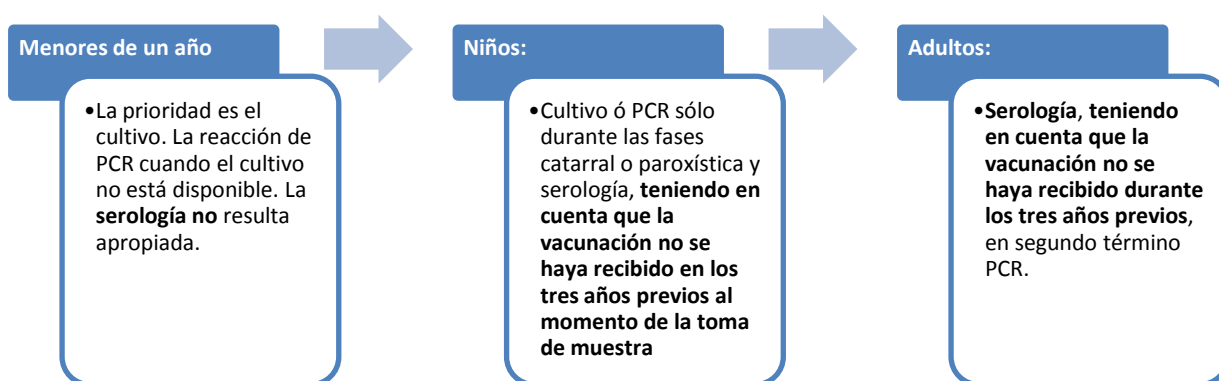 Menores de un año
•La prioridad es el
cultivo. La reacción de
PCR cuando el cultivo
no está disponible. La
serología no resulta
apropiada.
Niños:
•Cultivo ó PCR sólo
durante las fases
catarral o paroxística y
serología, teniendo en
cuenta que la
vacunación no se
haya recibido en los
tres años previos al
momento de la toma
de muestra
Adultos:
•Serología, teniendo
en cuenta que la
vacunación no se
haya recibido durante
los tres años previos,
en segundo término
PCR.